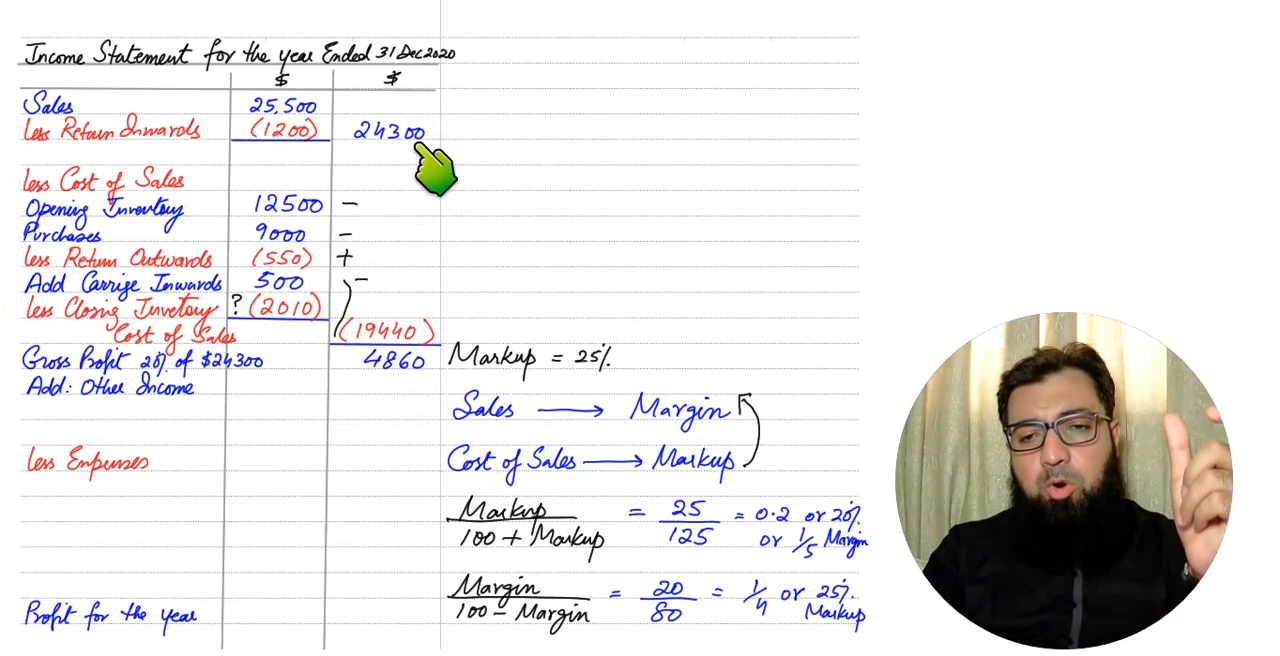 Income Statement for the year Ended 31 Dec 2020
$ $
Sales 25,500
less Return Inwards (1200) 24300
less Cost of Sales
Opening Inventory 12500 -
Purchases 9000 -
less Return Outwards (550) +
Add Carrige Inwards 500 -
less Closing Invetory ? (2010)
Cost of Sales (19440)
Gross Profit 20% of $24300 4860 Markup = 25%
Add: Other Income
Sales → Margin
less Expenses
Cost of Sales → Markup
Markup / 100 + Markup = 25 / 125 = 0.2 or 20%
or 1/5 Margin
Margin / 100 - Margin = 20 / 80 = 1/4 or 25%
Markup
Profit for the year